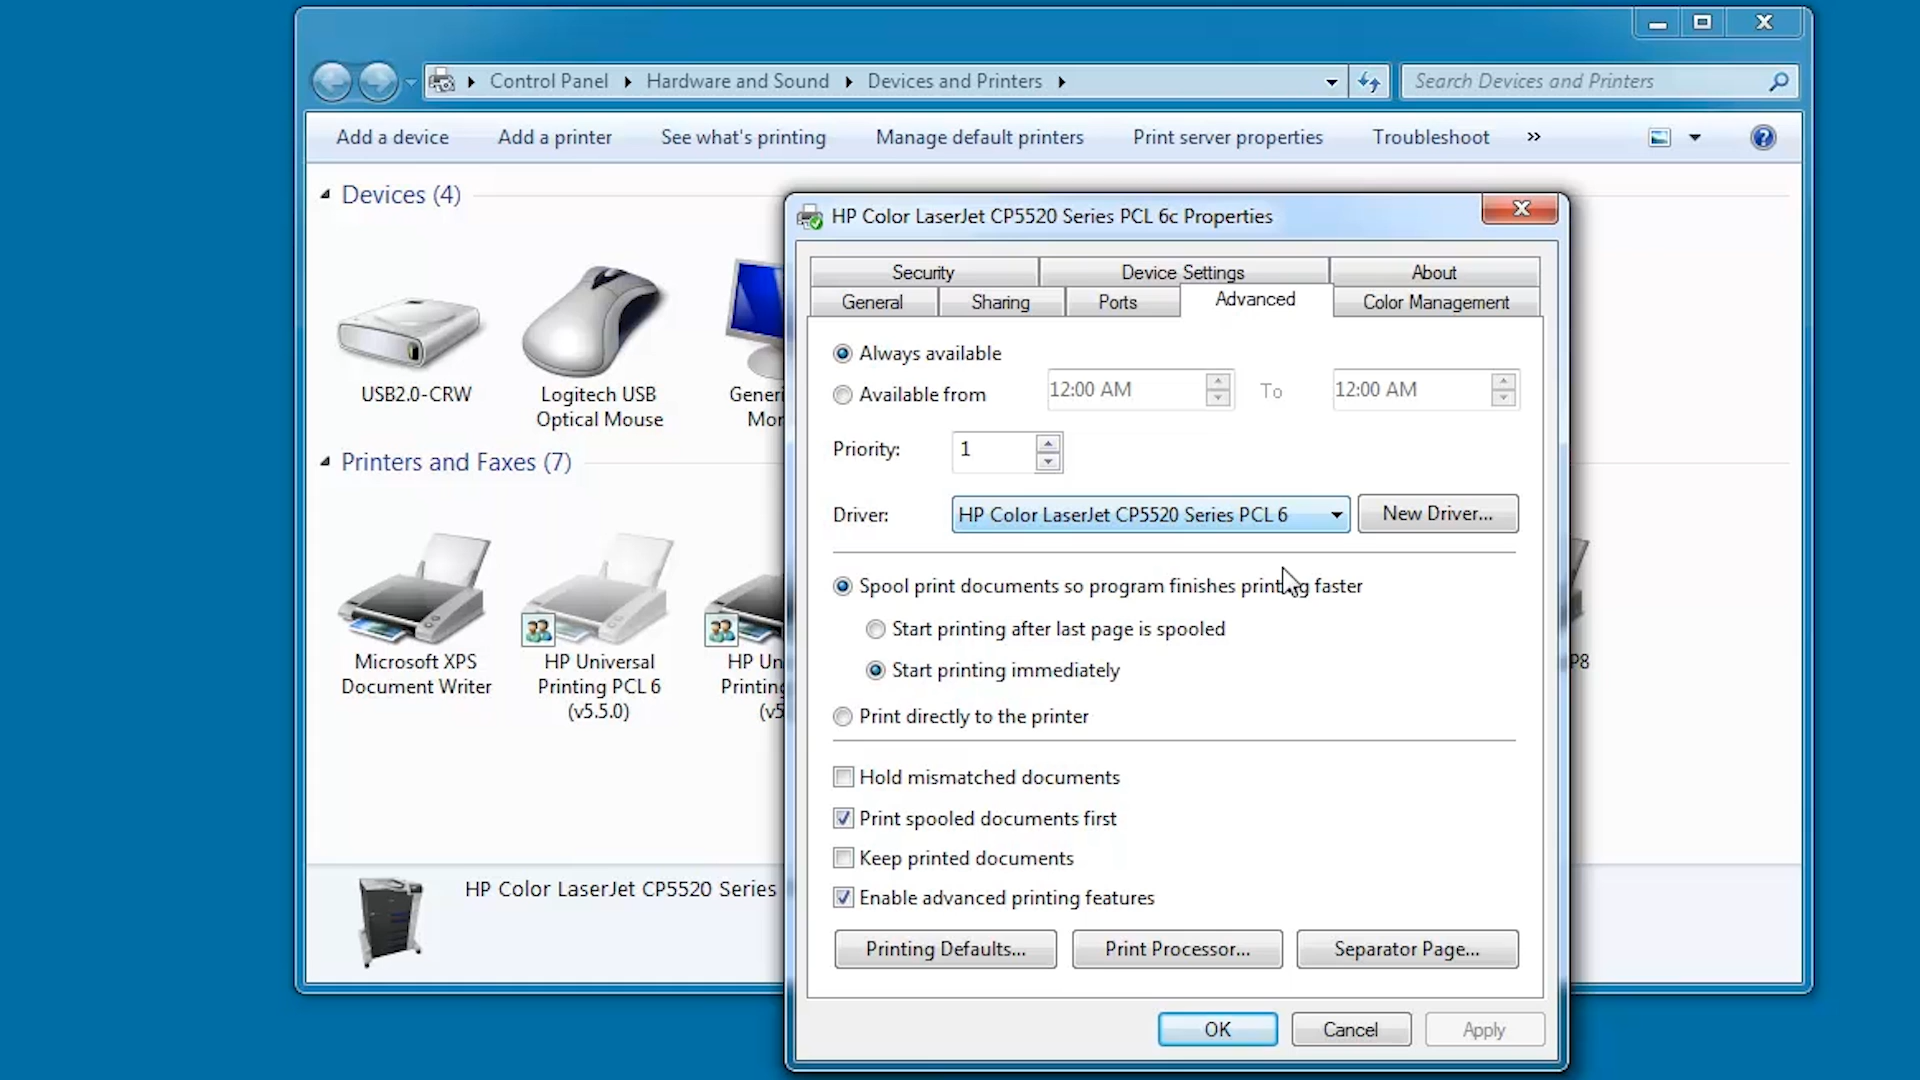 Control Panel
Hardware and Sound
Devices and Printers
Search Devices and Printers
Add a device
Add a printer
See what's printing
Manage default printers
Print server properties
Troubleshoot
»
Devices (4)
USB2.0-CRW
Logitech USB
Optical Mouse
Generi
Mor
Printers and Faxes (7)
Microsoft XPS
Document Writer
HP Universal
Printing PCL 6
(v5.5.0)
HP Un
Printing
(v5
P8
HP Color LaserJet CP5520 Series
HP Color LaserJet CP5520 Series PCL 6c Properties
Security
Device Settings
About
General
Sharing
Ports
Advanced
Color Management
Always available
Available from
12:00 AM
To
12:00 AM
Priority:
1
Driver:
HP Color LaserJet CP5520 Series PCL 6
New Driver...
Spool print documents so program finishes printing faster
Start printing after last page is spooled
Start printing immediately
Print directly to the printer
Hold mismatched documents
Print spooled documents first
Keep printed documents
Enable advanced printing features
Printing Defaults...
Print Processor...
Separator Page...
OK
Cancel
Apply